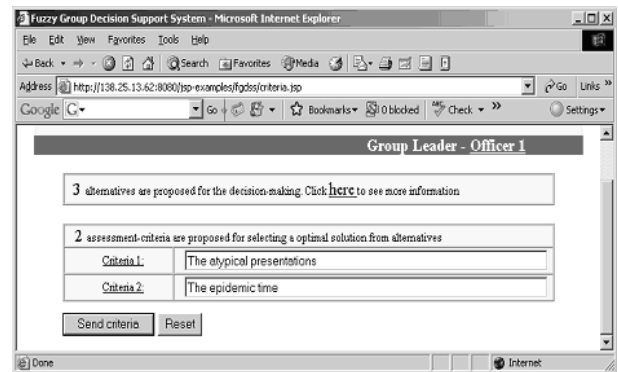 Fuzzy Group Decision Support System - Microsoft Internet Explorer
File Edit View Favorites Tools Help
Back Search Favorites Media
Address http://138.25.13.62:8080/jsp-examples/fgdss/criteria.jsp Go Links »
Google G Go Bookmarks 0 blocked Check » Settings
Group Leader - Officer 1
3 alternatives are proposed for the decision-making. Click here to see more information
2 assessment-criteria are proposed for selecting a optimal solution from alternatives
Criteria 1: The atypical presentations
Criteria 2: The epidemic time
Send criteria Reset
Done Internet